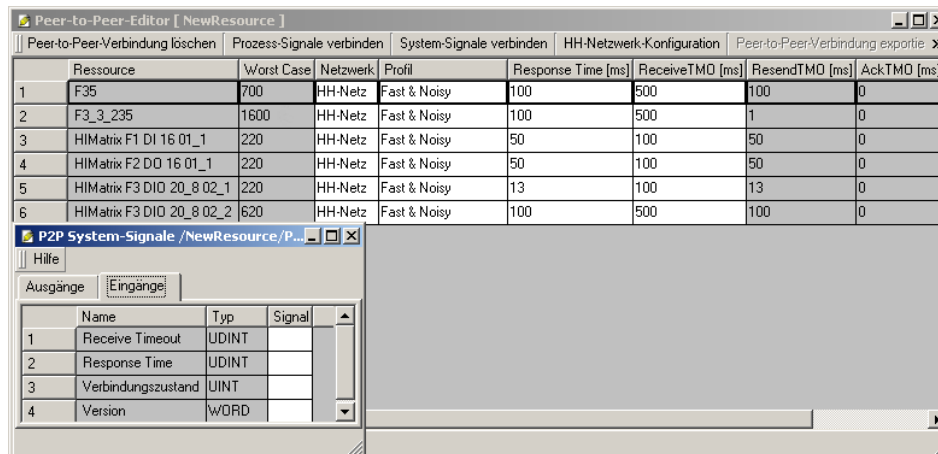 Peer-to-Peer-Editor [ NewResource ]
Peer-to-Peer-Verbindung löschen Prozess-Signale verbinden System-Signale verbinden HH-Netzwerk-Konfiguration Peer-to-Peer-Verbindung exportie
Ressource Worst Case Netzwerk Profil Response Time [ms] ReceiveTMO [ms] ResendTMO [ms] AckTMO [ms
1 F35 700 HH-Netz Fast & Noisy 100 500 100 0
2 F3_3_235 1600 HH-Netz Fast & Noisy 100 500 1 0
3 HIMatrix F1 DI 16 01_1 220 HH-Netz Fast & Noisy 50 100 50 0
4 HIMatrix F2 DO 16 01_1 220 HH-Netz Fast & Noisy 50 100 50 0
5 HIMatrix F3 DIO 20_8 02_1 220 HH-Netz Fast & Noisy 13 100 13 0
6 HIMatrix F3 DIO 20_8 02_2 620 HH-Netz Fast & Noisy 100 500 100 0
P2P System-Signale /NewResource/P...
Hilfe
Ausgänge Eingänge
Name Typ Signal
1 Receive Timeout UDINT
2 Response Time UDINT
3 Verbindungszustand UINT
4 Version WORD